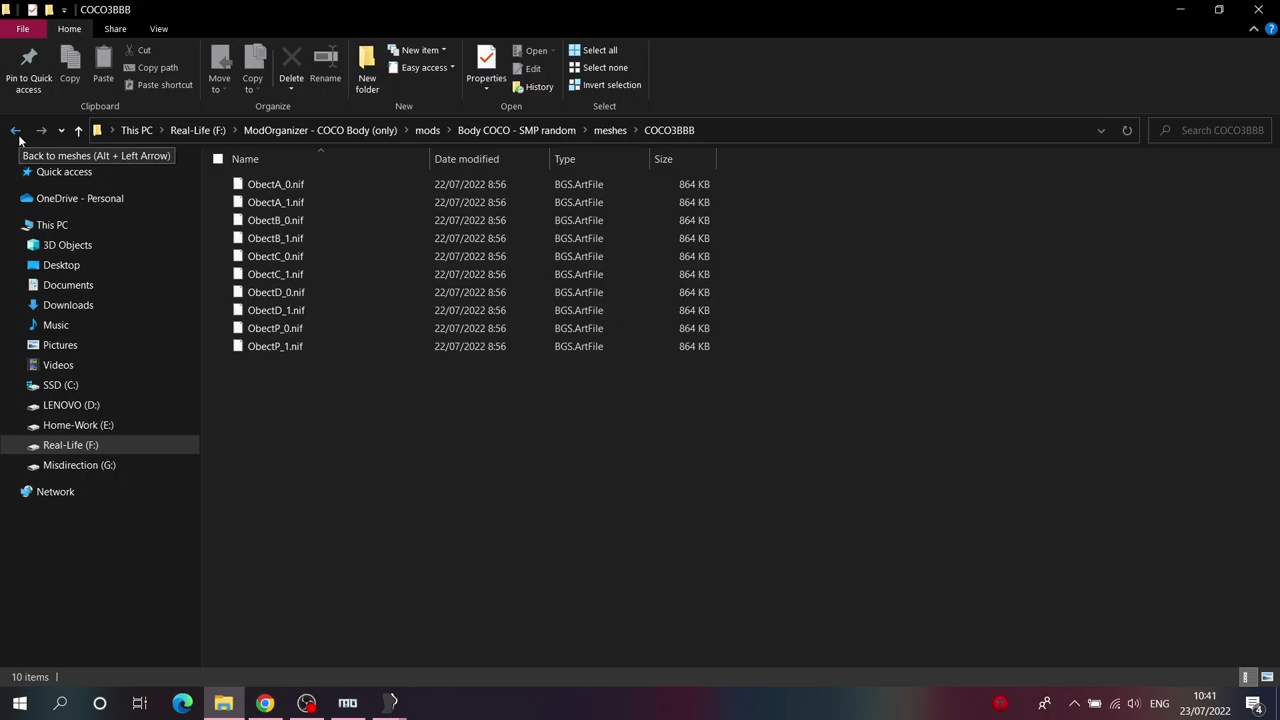 COCO3BBB
File
Home
Share
View
Pin to Quick access
Copy
Paste
Cut
Copy path
Paste shortcut
Clipboard
Move to
Copy to
Delete
Rename
Organize
New folder
New item
Easy access
New
Properties
Open
Edit
History
Open
Select all
Select none
Invert selection
Select
This PC
Real-Life (F:)
ModOrganizer - COCO Body (only)
mods
Body COCO - SMP random
meshes
COCO3BBB
Search COCO3BBB
Back to meshes (Alt + Left Arrow)
Quick access
OneDrive - Personal
This PC
3D Objects
Desktop
Documents
Downloads
Music
Pictures
Videos
SSD (C:)
LENOVO (D:)
Home-Work (E:)
Real-Life (F:)
Misdirection (G:)
Network
Name Date modified Type Size
ObectA_0.nif 22/07/2022 8:56 BGS.ArtFile 864 KB
ObectA_1.nif 22/07/2022 8:56 BGS.ArtFile 864 KB
ObectB_0.nif 22/07/2022 8:56 BGS.ArtFile 864 KB
ObectB_1.nif 22/07/2022 8:56 BGS.ArtFile 864 KB
ObectC_0.nif 22/07/2022 8:56 BGS.ArtFile 864 KB
ObectC_1.nif 22/07/2022 8:56 BGS.ArtFile 864 KB
ObectD_0.nif 22/07/2022 8:56 BGS.ArtFile 864 KB
ObectD_1.nif 22/07/2022 8:56 BGS.ArtFile 864 KB
ObectP_0.nif 22/07/2022 8:56 BGS.ArtFile 864 KB
ObectP_1.nif 22/07/2022 8:56 BGS.ArtFile 864 KB
10 items
ENG
10:41
23/07/2022
4